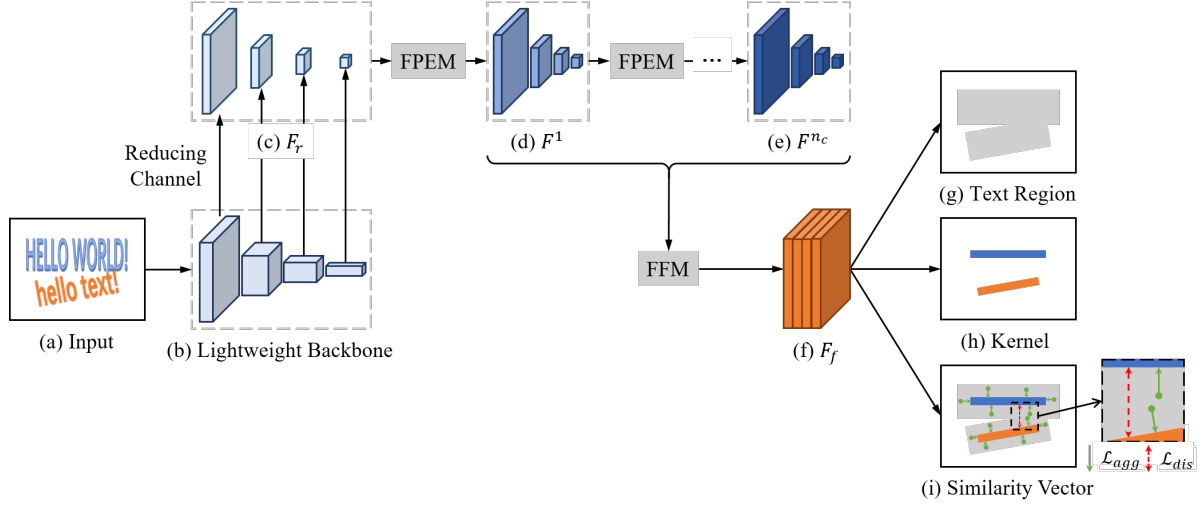 FPEM
FPEM
...
(c) F_r
(d) F^1
(e) F^{n_c}
Reducing
Channel
HELLO WORLD!
hello text!
(a) Input
(b) Lightweight Backbone
FFM
(f) F_f
(g) Text Region
(h) Kernel
ℒ_agg
ℒ_dis
(i) Similarity Vector